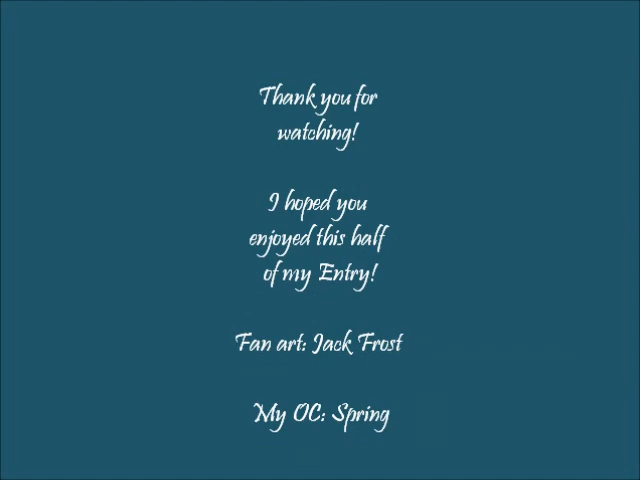 Thank you for
watching!
I hoped you
enjoyed this half
of my Entry!
Fan art: Jack Frost
My OC: Spring